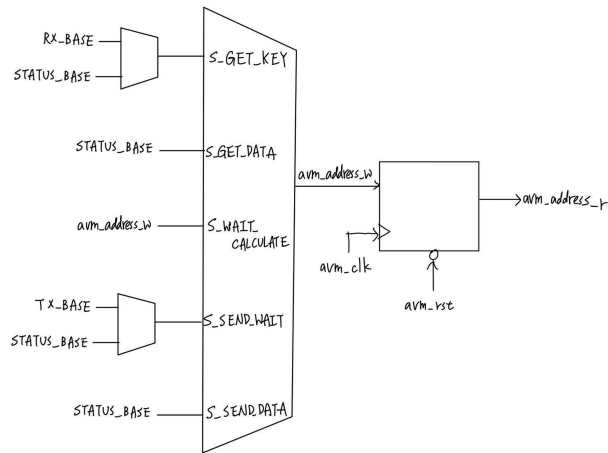 RX_BASE
STATUS_BASE
S_GET_KEY
STATUS_BASE
S_GET_DATA
avm_address_w
S_WAIT_
CALCULATE
TX_BASE
STATUS_BASE
S_SEND_WAIT
STATUS_BASE
S_SEND_DATA
avm_address_w
avm_clk
avm_rst
avm_address_r